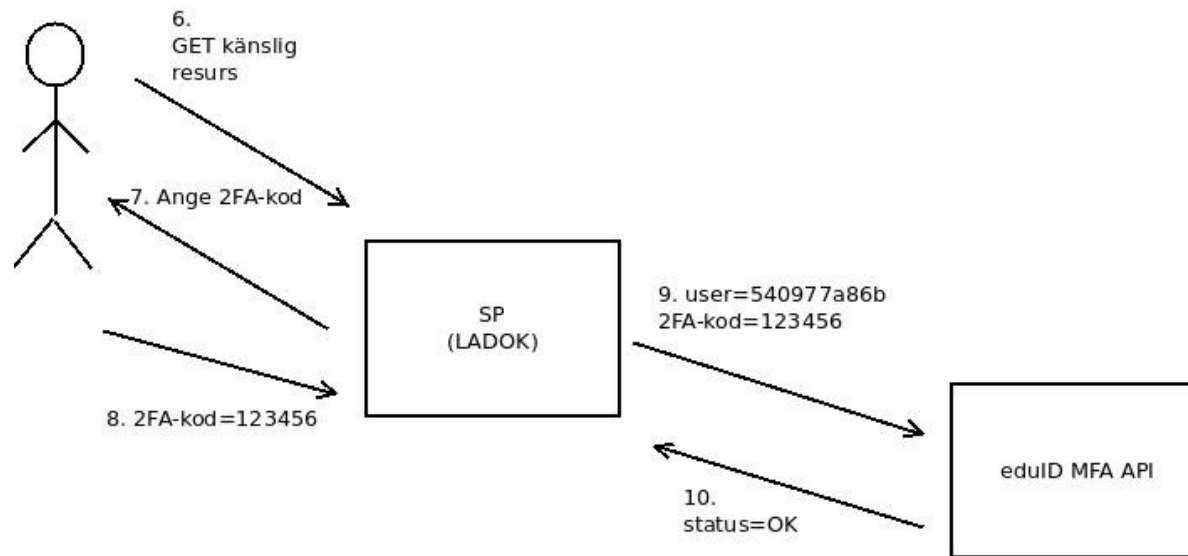 6.
GET känslig
resurs
7. Ange 2FA-kod
8. 2FA-kod=123456
SP
(LADOK)
9. user=540977a86b
2FA-kod=123456
10.
status=OK
eduID MFA API